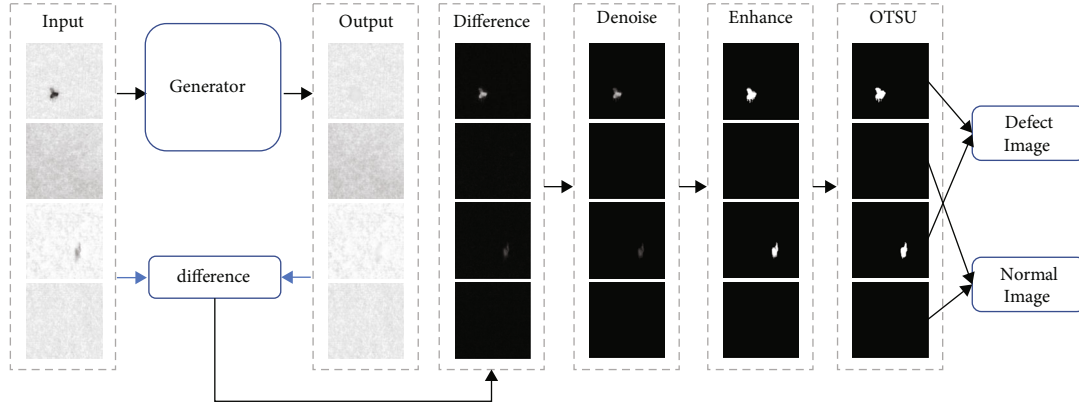 Input
Output
Difference
Denoise
Enhance
OTSU
Generator
difference
Defect
Image
Normal
Image